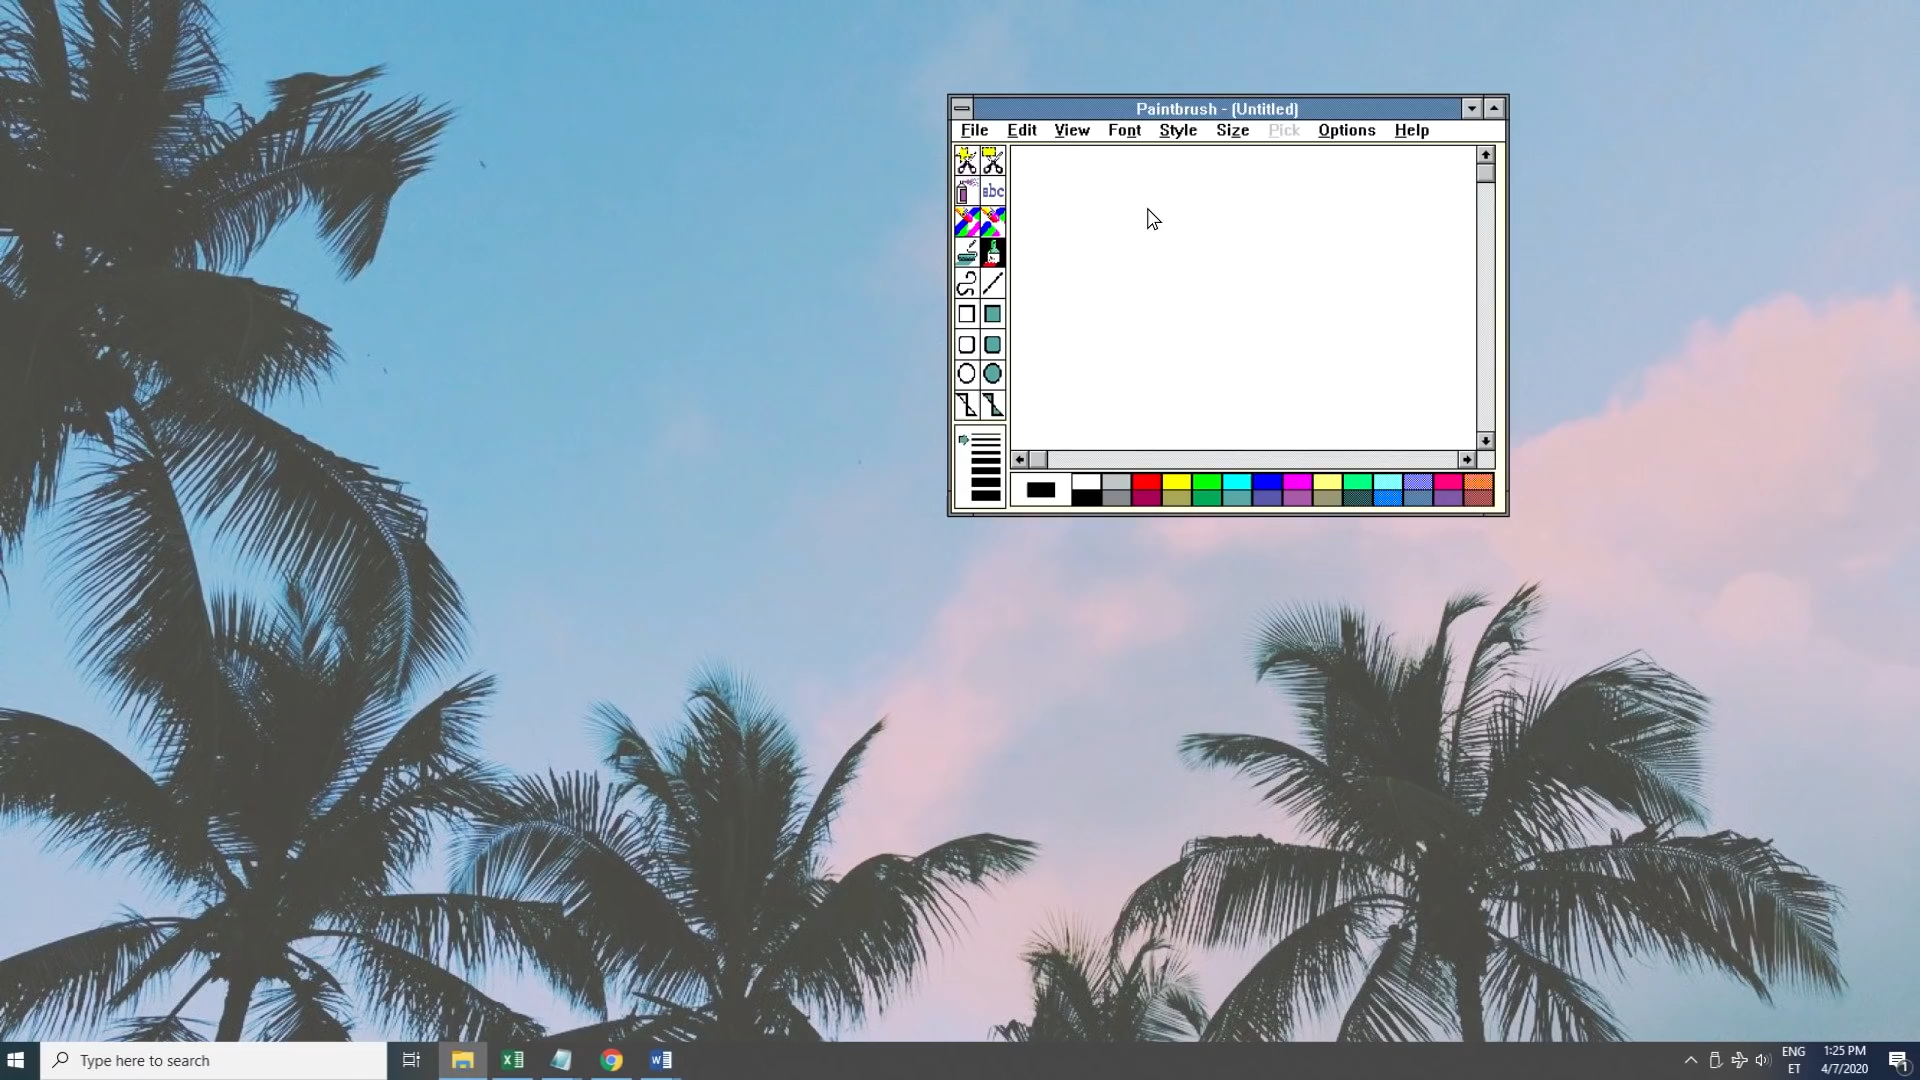 Paintbrush - (Untitled)
File Edit View Font Style Size Pick Options Help
abc
Type here to search
ENG
ET
1:25 PM
4/7/2020
1